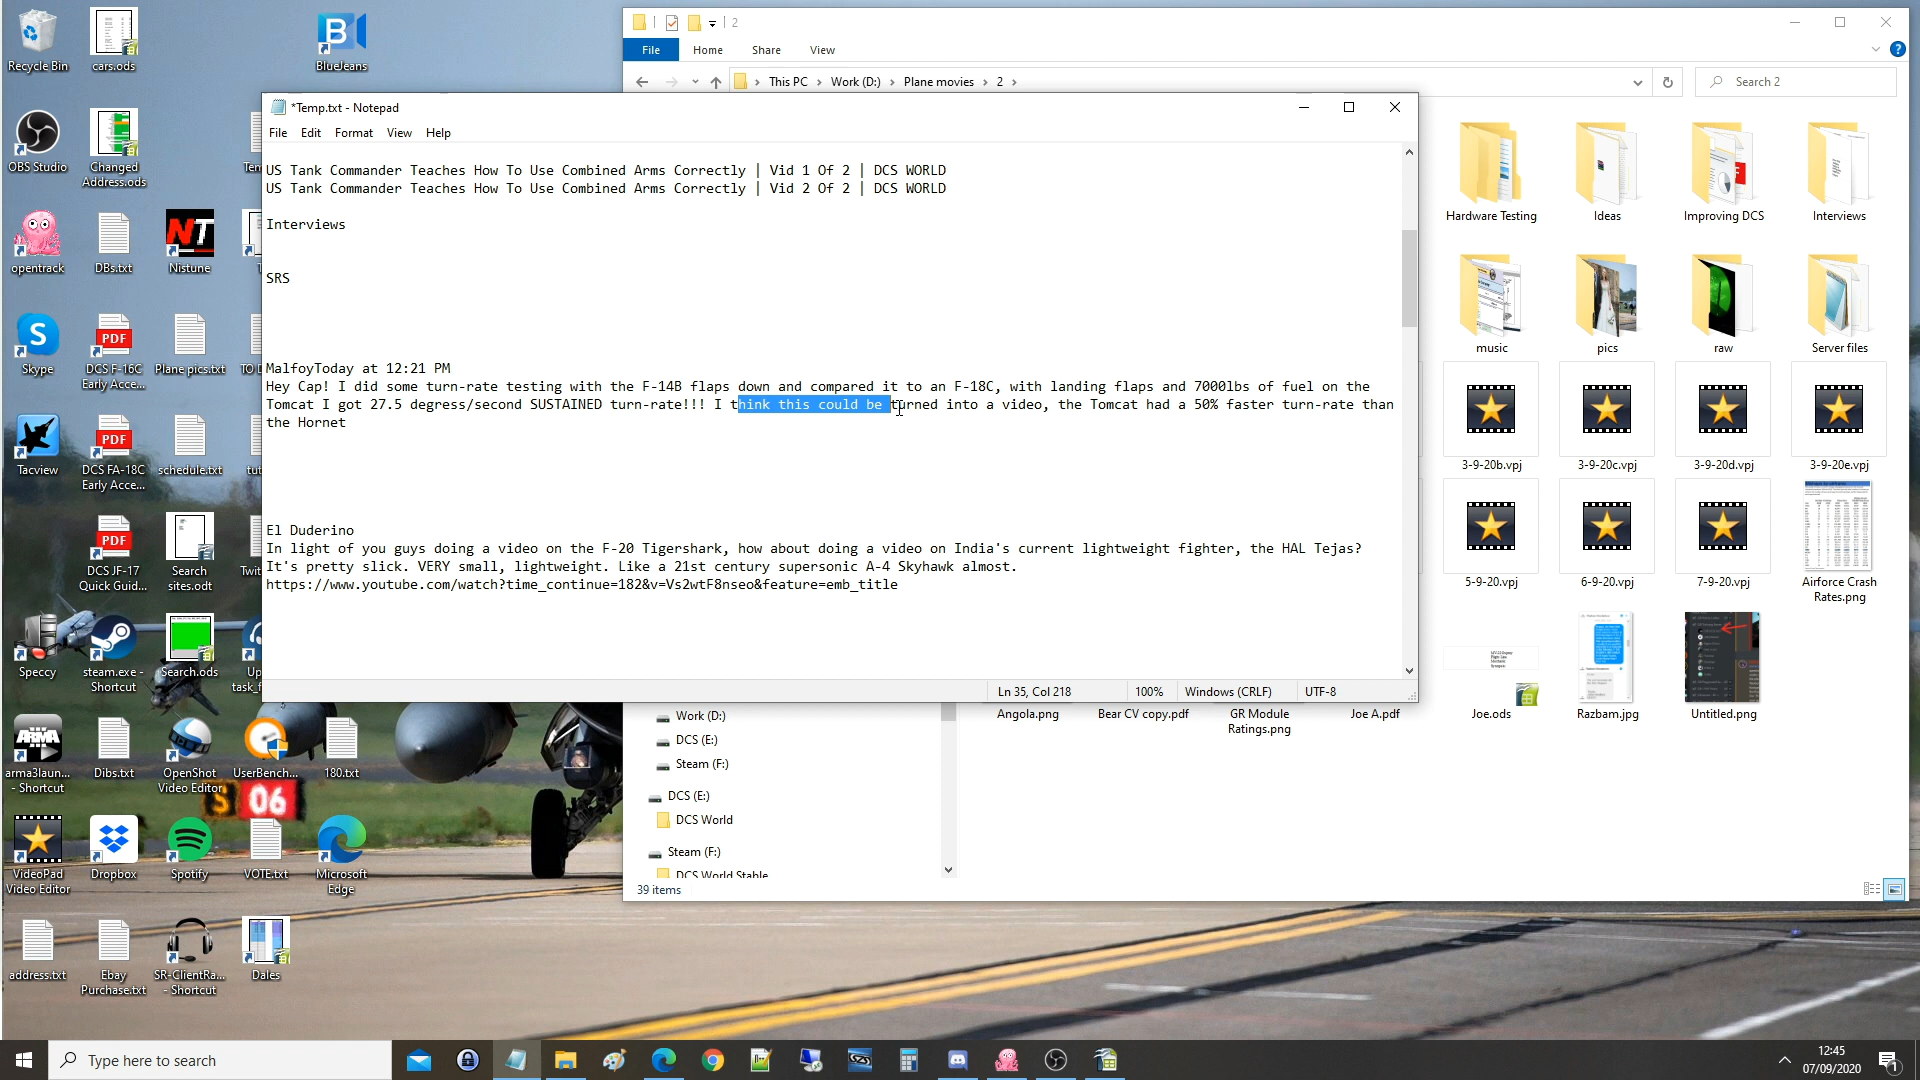 Recycle Bin
cars.ods
BlueJeans
OBS Studio
Changed
Address.ods
opentrack
DBs.txt
Nistune
Skype
DCS F-16C
Early Acce...
Plane pics.txt
Tacview
DCS FA-18C
Early Acce...
schedule.txt
DCS JF-17
Quick Guid...
Search
sites.odt
Speccy
steam.exe -
Shortcut
Search.ods
arma3laun...
- Shortcut
Dibs.txt
OpenShot
Video Editor
UserBench...
180.txt
VideoPad
Video Editor
Dropbox
Spotify
VOTE.txt
Microsoft
Edge
address.txt
Ebay
Purchase.txt
SR-ClientRa...
- Shortcut
Dales
2
File Home Share View
This PC > Work (D:) > Plane movies > 2 >
Search 2
*Temp.txt - Notepad
File Edit Format View Help
US Tank Commander Teaches How To Use Combined Arms Correctly | Vid 1 Of 2 | DCS WORLD
US Tank Commander Teaches How To Use Combined Arms Correctly | Vid 2 Of 2 | DCS WORLD
Interviews
SRS
MalfoyToday at 12:21 PM
Hey Cap! I did some turn-rate testing with the F-14B flaps down and compared it to an F-18C, with landing flaps and 7000lbs of fuel on the
Tomcat I got 27.5 degress/second SUSTAINED turn-rate!!! I think this could be turned into a video, the Tomcat had a 50% faster turn-rate than
the Hornet
El Duderino
In light of you guys doing a video on the F-20 Tigershark, how about doing a video on India's current lightweight fighter, the HAL Tejas?
It's pretty slick. VERY small, lightweight. Like a 21st century supersonic A-4 Skyhawk almost.
https://www.youtube.com/watch?time_continue=182&v=Vs2wtF8nseo&feature=emb_title
Ln 35, Col 218 100% Windows (CRLF) UTF-8
Hardware Testing
Ideas
Improving DCS
Interviews
music
pics
raw
Server files
3-9-20b.vpj
3-9-20c.vpj
3-9-20d.vpj
3-9-20e.vpj
5-9-20.vpj
6-9-20.vpj
7-9-20.vpj
Airforce Crash
Rates.png
Angola.png
Bear CV copy.pdf
GR Module
Ratings.png
Joe A.pdf
Joe.ods
Razbam.jpg
Untitled.png
Work (D:)
DCS (E:)
Steam (F:)
DCS (E:)
DCS World
Steam (F:)
DCS World Stable
39 items
S 06
Type here to search
12:45
07/09/2020